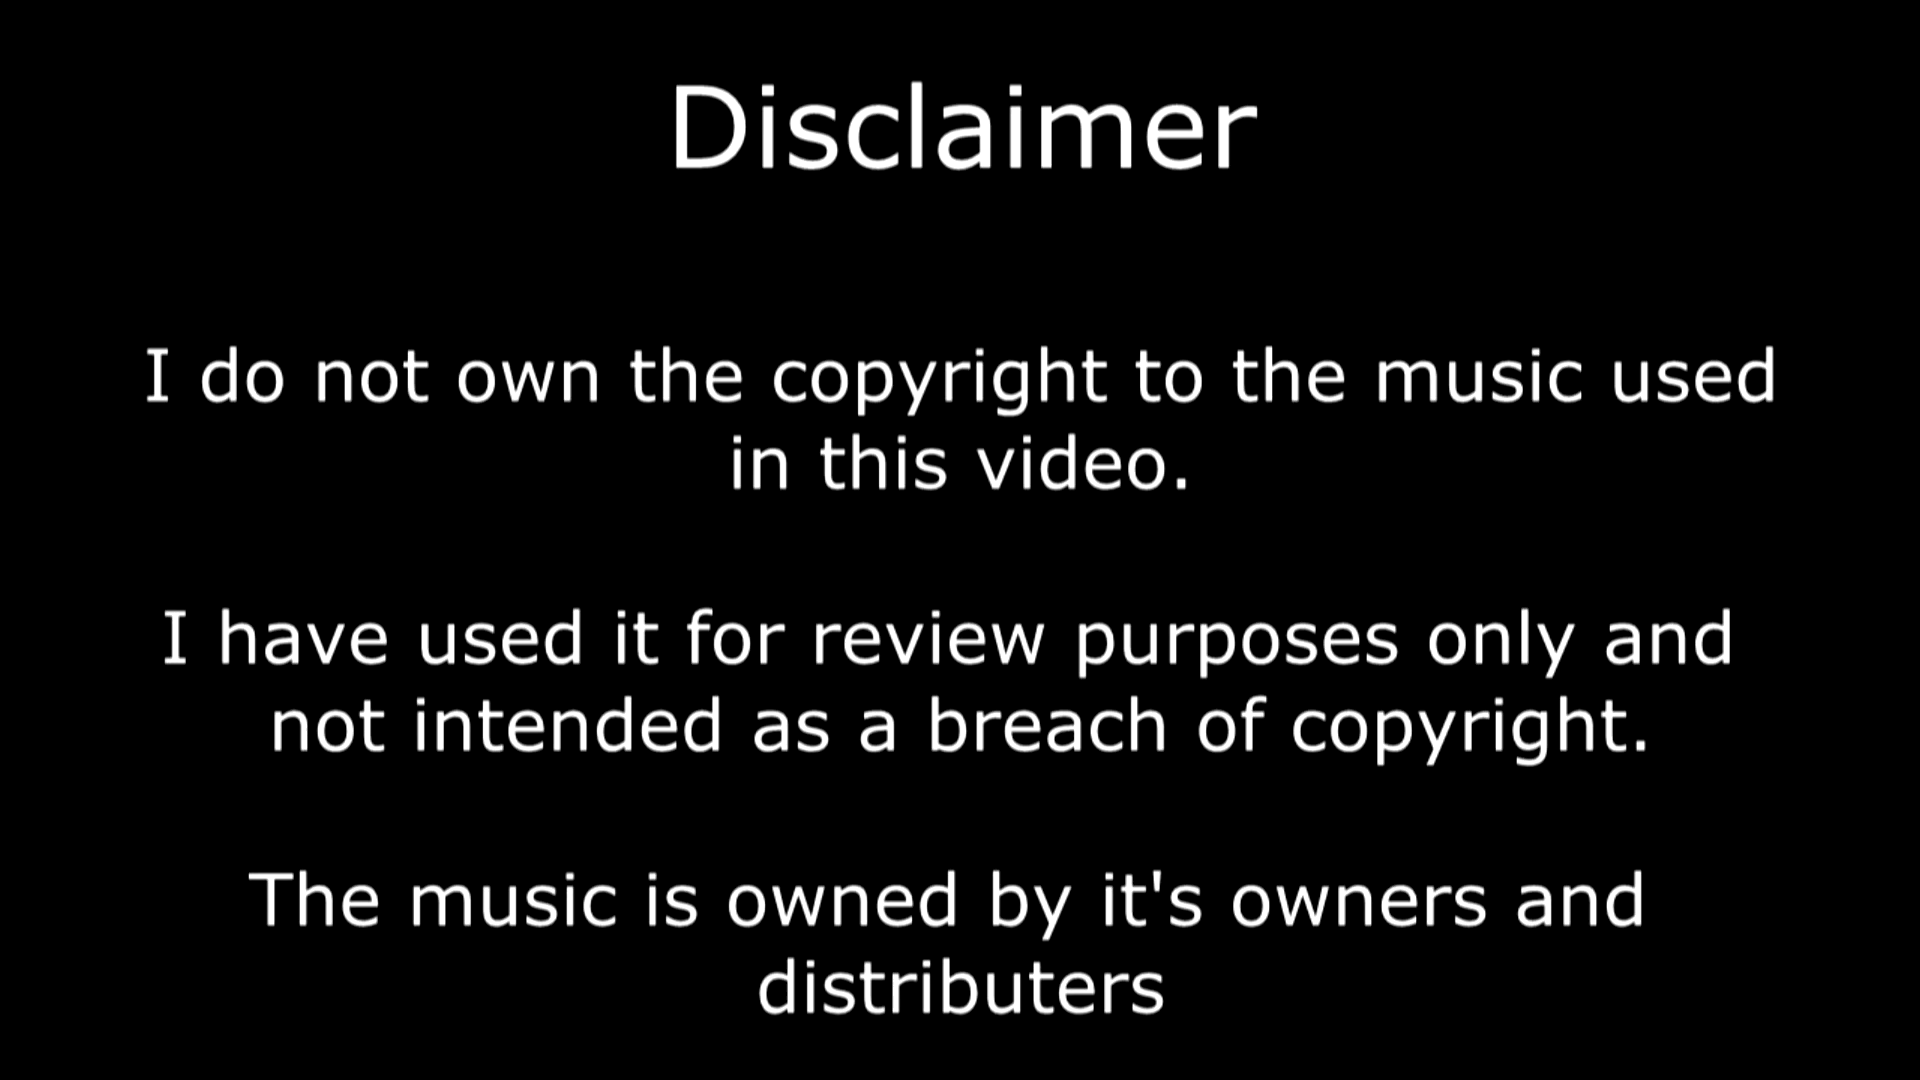 Disclaimer
I do not own the copyright to the music used
in this video.
I have used it for review purposes only and
not intended as a breach of copyright.
The music is owned by it's owners and
distributers